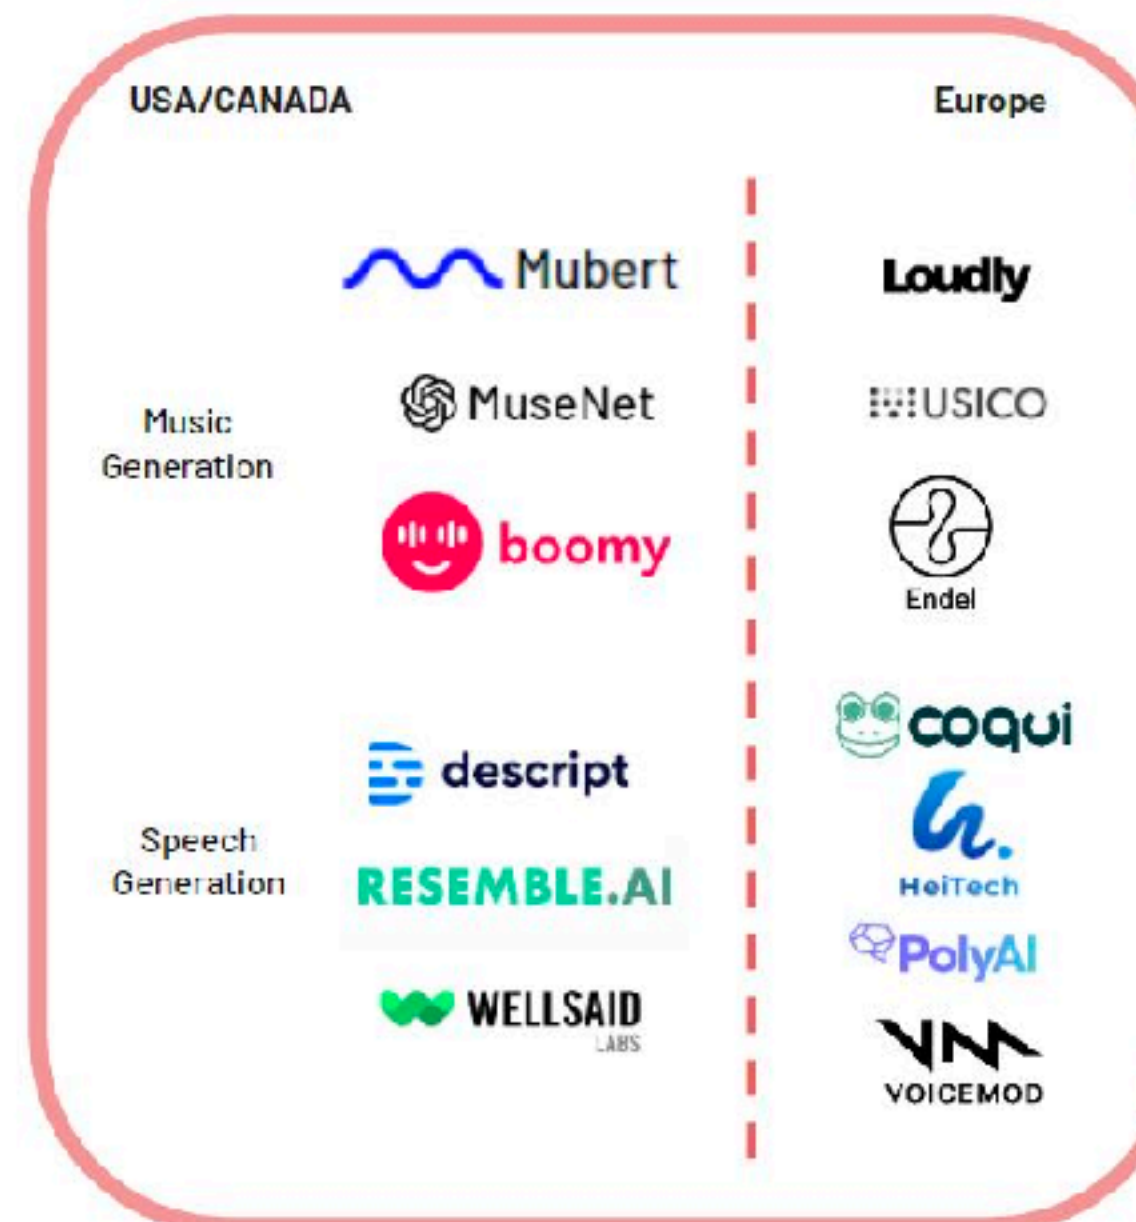 USA/CANADA
Europe
Mubert
Loudly
MuseNet
MUSICO
Music
Generation
boomy
Endel
coqui
descript
HeiTech
Speech
Generation
RESEMBLE.AI
PolyAI
WELLSAID
LABS
VOICEMOD